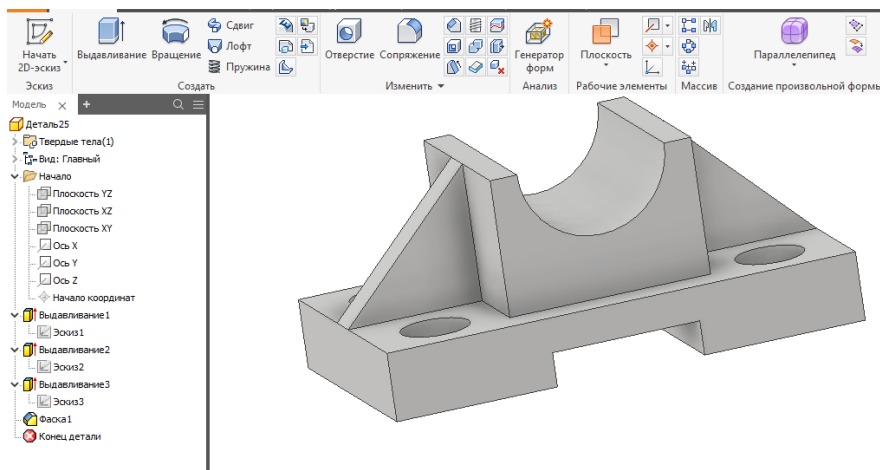 Начать
2D-эскиз
Выдавливание
Вращение
Сдвиг
Лофт
Пружина
Отверстие
Сопряжение
Генератор
форм
Плоскость
Параллелепипед
Эскиз
Создать
Изменить
Анализ
Рабочие элементы
Массив
Создание произвольной формы
Модель
Деталь25
Твердые тела(1)
Вид: Главный
Начало
Плоскость YZ
Плоскость XZ
Плоскость XY
Ось X
Ось Y
Ось Z
Начало координат
Выдавливание1
Эскиз1
Выдавливание2
Эскиз2
Выдавливание3
Эскиз3
Фаска1
Конец детали